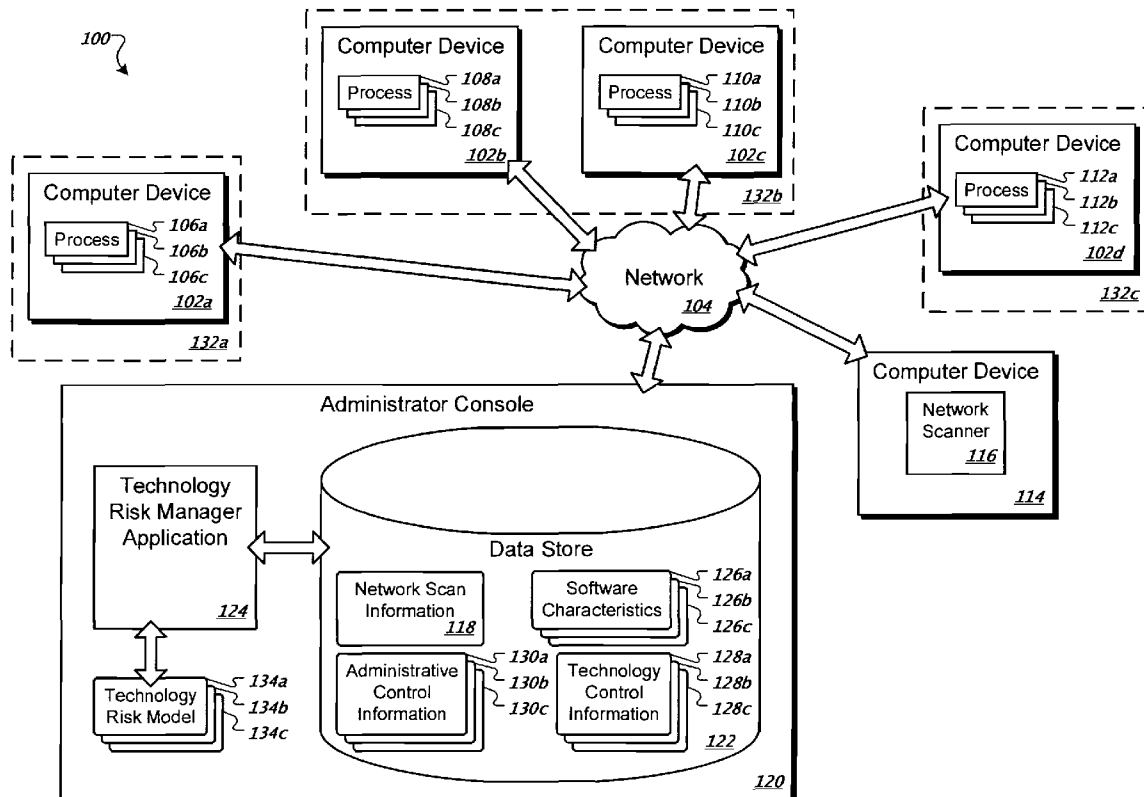 100
Computer Device
Process
108a
108b
108c
102b
Computer Device
Process
110a
110b
110c
102c
132b
Computer Device
Process
106a
106b
106c
102a
132a
Computer Device
Process
112a
112b
112c
102d
132c
Network
104
Computer Device
Network
Scanner
116
114
Administrator Console
Technology
Risk Manager
Application
124
Technology
Risk Model
134a
134b
134c
Data Store
Network Scan
Information
118
Software
Characteristics
126a
126b
126c
Administrative
Control
Information
130a
130b
130c
Technology
Control
Information
128a
128b
128c
122
120